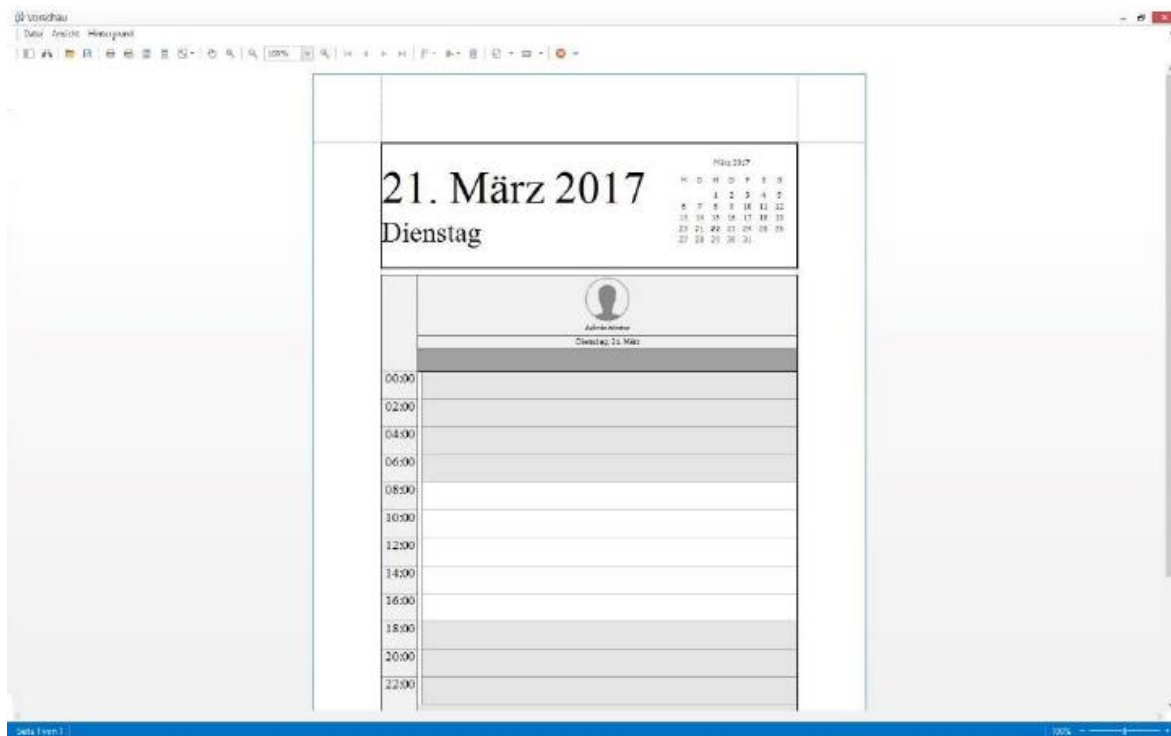 Vorschau
Datei Ansicht Hintergrund
100%
21. März 2017
Dienstag
März 2017
M D M D F S S
1 2 3 4 5
6 7 8 9 10 11 12
13 14 15 16 17 18 19
20 21 22 23 24 25 26
27 28 29 30 31
Dienstag, 21. März
00:00
02:00
04:00
06:00
08:00
10:00
12:00
14:00
16:00
18:00
20:00
22:00
Seite 1 von 1
100%